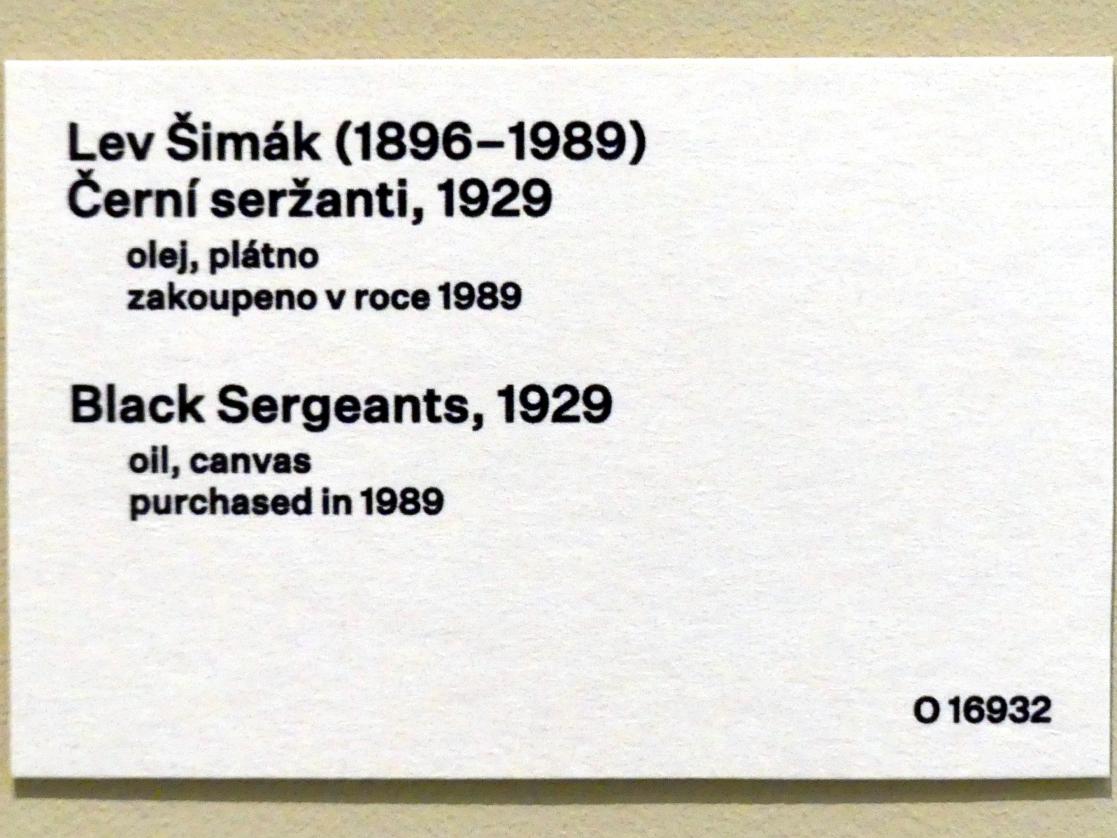 Lev Šimák (1896–1989)
Černí seržanti, 1929
olej, plátno
zakoupeno v roce 1989
Black Sergeants, 1929
oil, canvas
purchased in 1989
O 16932